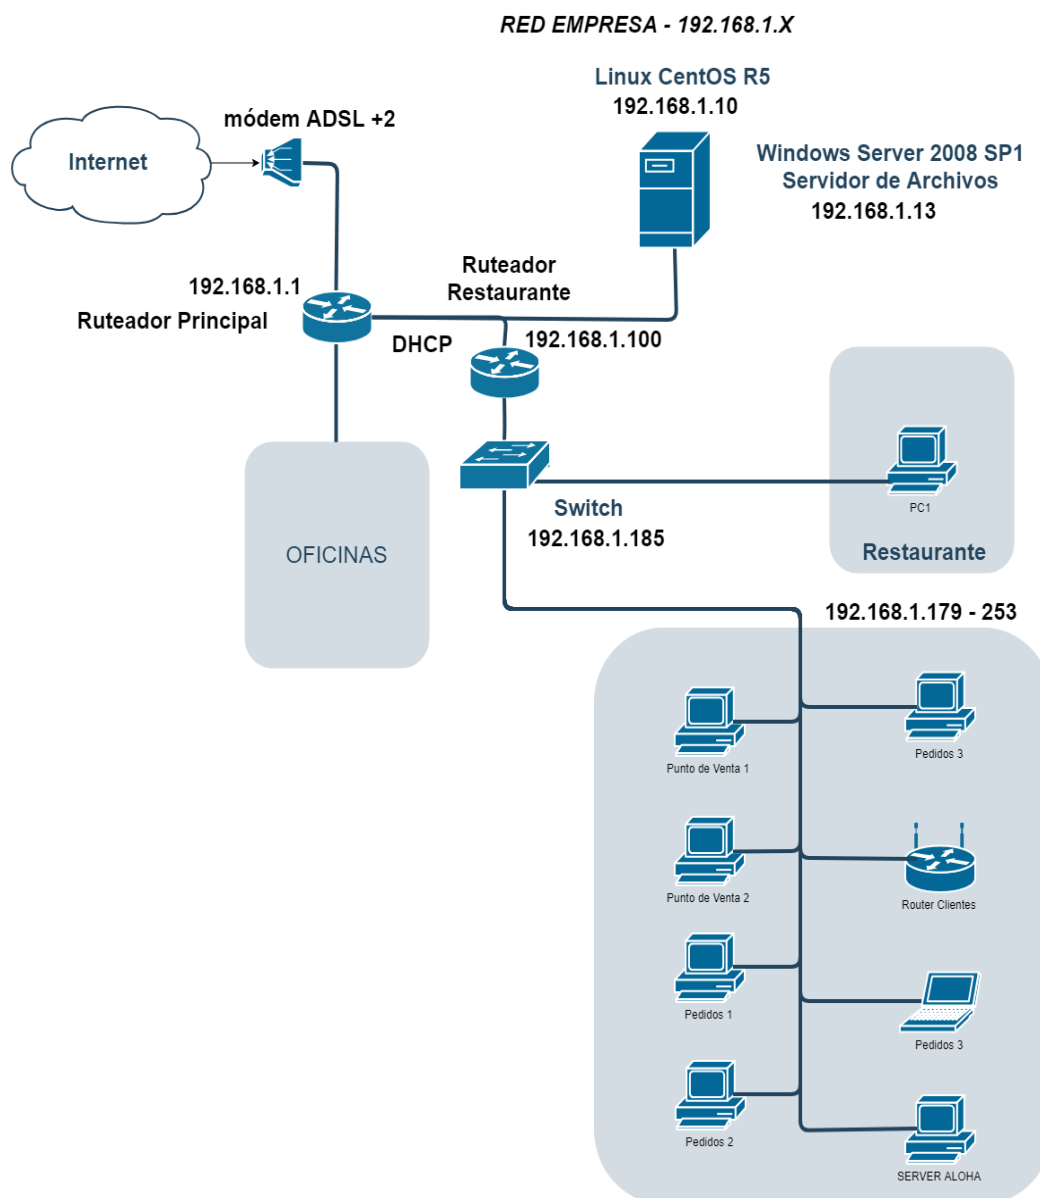 RED EMPRESA - 192.168.1.X
Linux CentOS R5
192.168.1.10
módem ADSL +2
Internet
Windows Server 2008 SP1
Servidor de Archivos
192.168.1.13
Ruteador
Restaurante
192.168.1.1
Ruteador Principal
DHCP
192.168.1.100
Switch
192.168.1.185
PC1
Restaurante
OFICINAS
192.168.1.179 - 253
Punto de Venta 1
Pedidos 3
Punto de Venta 2
Router Clientes
Pedidos 1
Pedidos 3
Pedidos 2
SERVER ALOHA